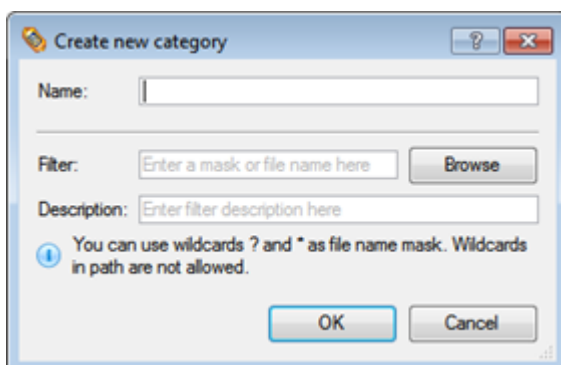 Create new category
Name:
Filter: Enter a mask or file name here Browse
Description: Enter filter description here
You can use wildcards ? and * as file name mask. Wildcards
in path are not allowed.
OK Cancel